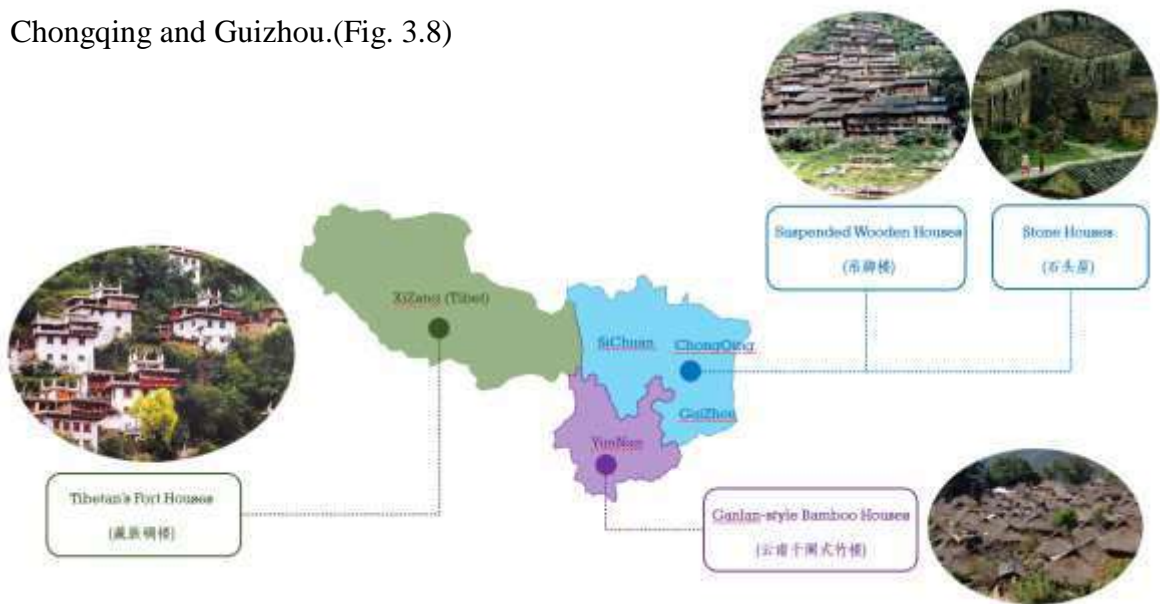 Chongqing and Guizhou.(Fig. 3.8)
Suspended Wooden Houses
(吊脚楼)
Stone Houses
(石头屋)
XiZang (Tibet)
SiChuan
ChongQing
GuiZhou
YunNan
Tibetan's Fort Houses
(藏族碉楼)
Ganlan-style Bamboo Houses
(云南干阑式竹楼)